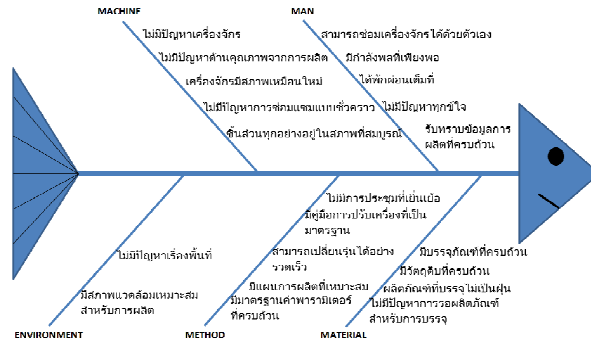 MACHINE
MAN
ไม่มีปัญหาเครื่องจักร
สามารถซ่อมเครื่องจักรได้ด้วยตัวเอง
ไม่มีปัญหาด้านคุณภาพจากการผลิต
มีกำลังพลที่เพียงพอ
เครื่องจักรมีสภาพเหมือนใหม่
ได้พักผ่อนเต็มที่
ไม่มีปัญหาการซ่อมแซมแบบชั่วคราว
ไม่มีปัญหาทุกข์ใจ
ชิ้นส่วนทุกอย่างอยู่ในสภาพที่สมบูรณ์
รับทราบข้อมูลการ
ผลิตที่ครบถ้วน
ไม่มีปัญหาเรื่องพื้นที่
มีสภาพแวดล้อมเหมาะสม
สำหรับการผลิต
ไม่มีการประชุมที่เยิ่นเย้อ
มีคู่มือการปรับเครื่องที่เป็น
มาตรฐาน
สามารถเปลี่ยนรุ่นได้อย่าง
รวดเร็ว
มีแผนการผลิตที่เหมาะสม
มีมาตรฐานค่าพารามิเตอร์
ที่ครบถ้วน
มีบรรจุภัณฑ์ที่ครบถ้วน
มีวัตถุดิบที่ครบถ้วน
ผลิตภัณฑ์ที่บรรจุไม่เป็นฝุ่น
ไม่มีปัญหาการรอผลิตภัณฑ์
สำหรับการบรรจุ
ENVIRONMENT
METHOD
MATERIAL